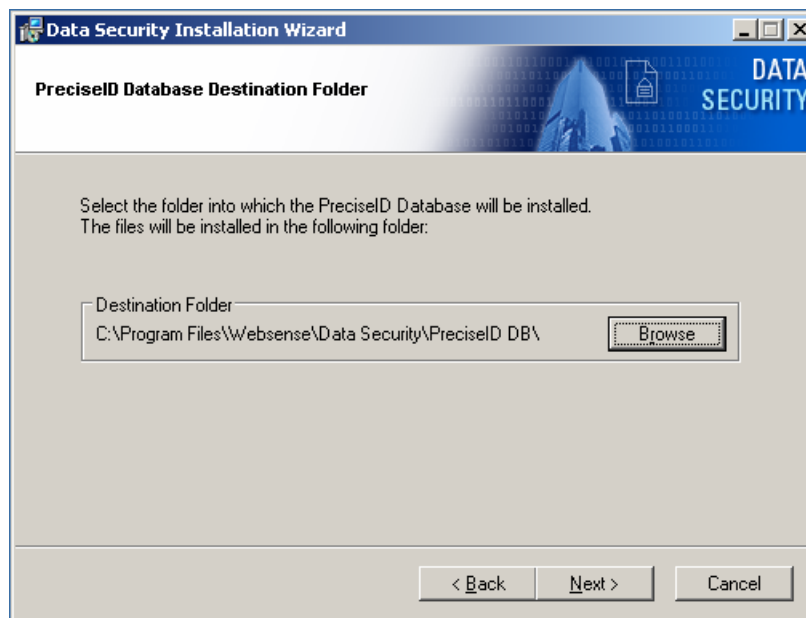 Data Security Installation Wizard
PreciseID Database Destination Folder
DATA
SECURITY
Select the folder into which the PreciseID Database will be installed.
The files will be installed in the following folder:
Destination Folder
C:\Program Files\Websense\Data Security\PreciseID DB\
Browse
< Back
Next >
Cancel